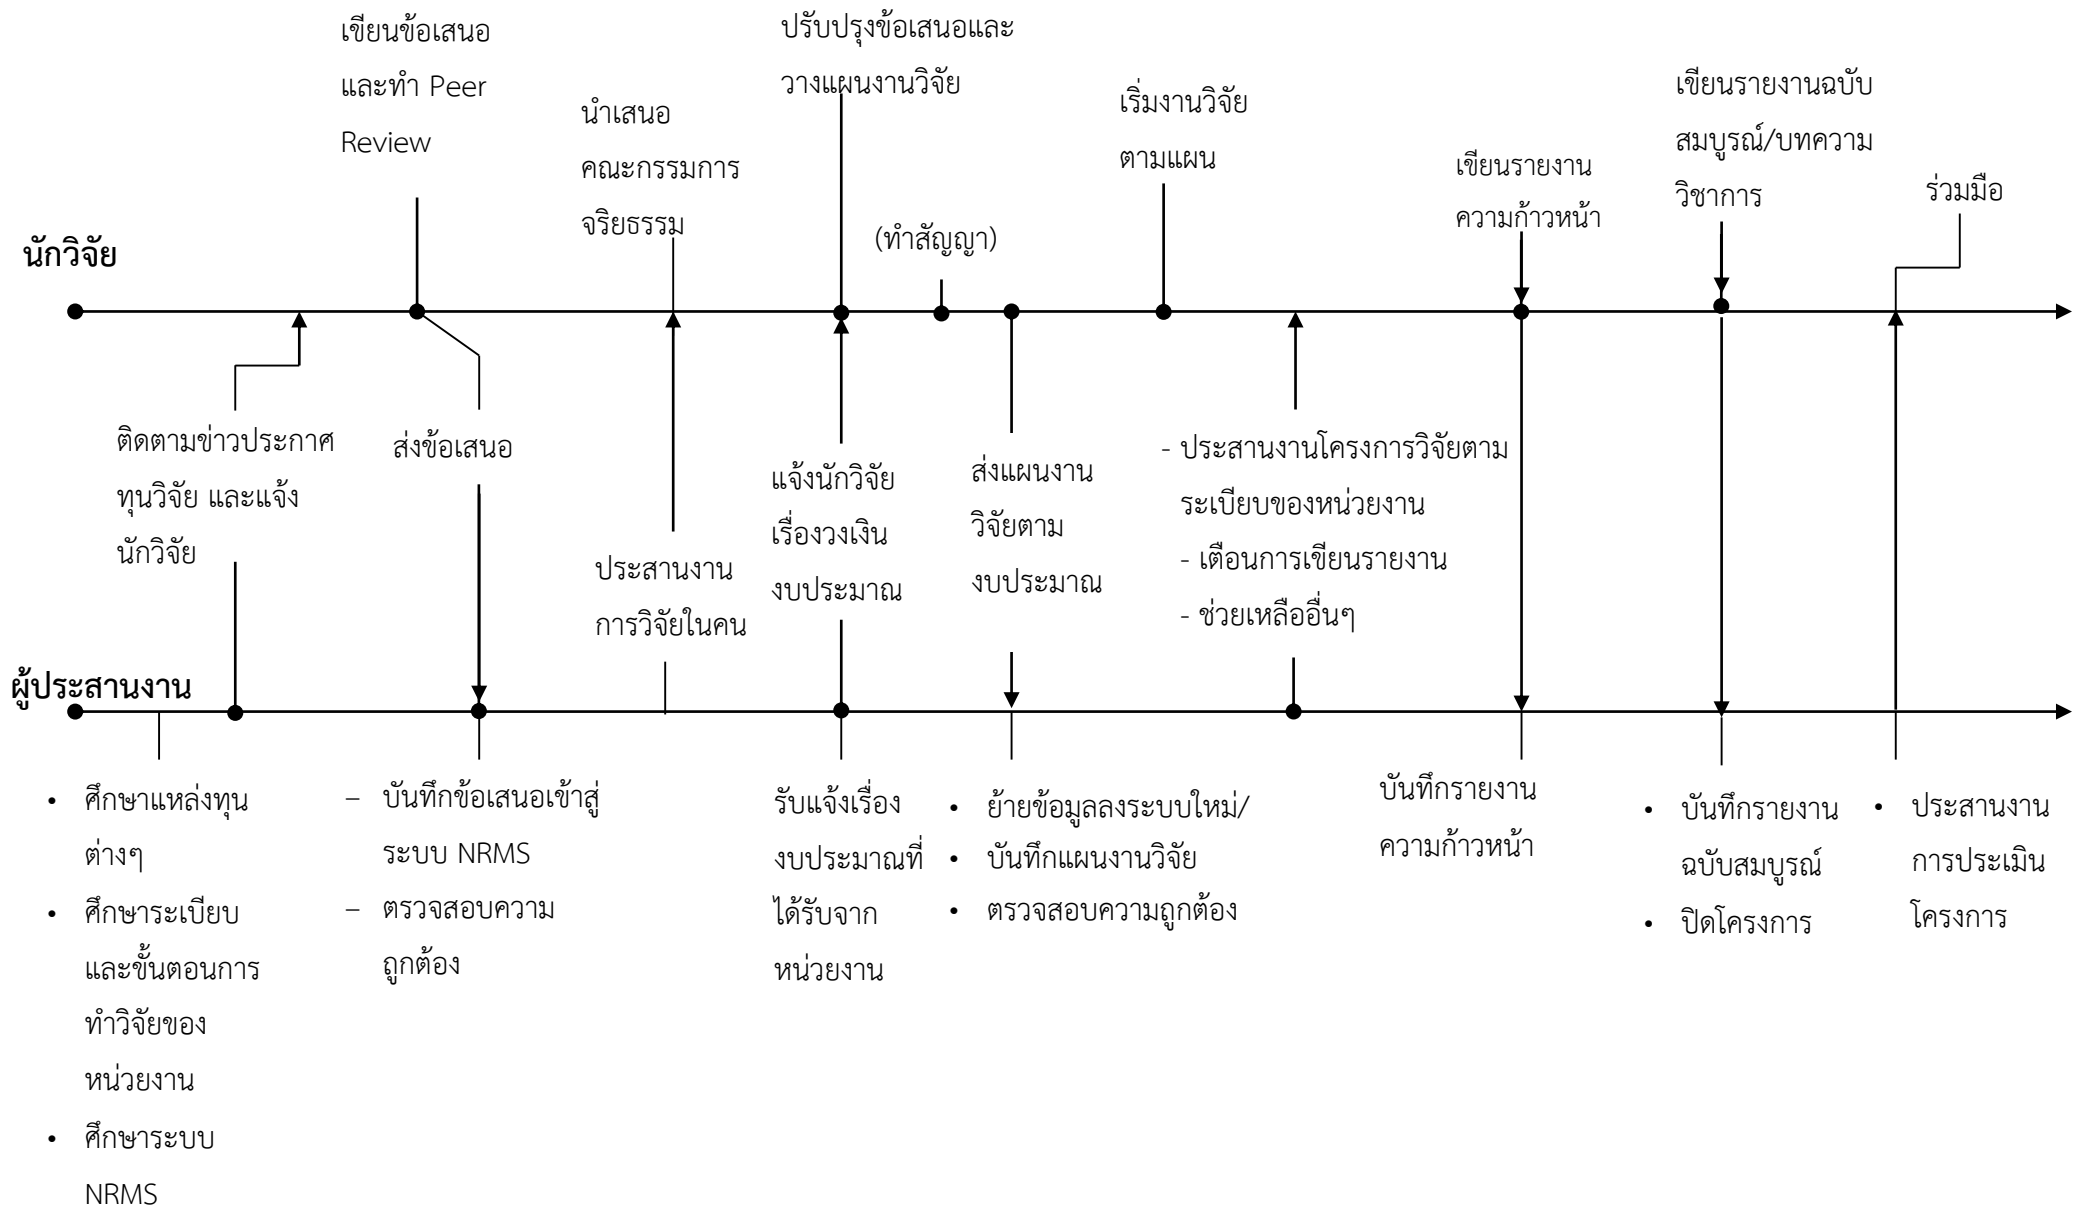 เขียนข้อเสนอ
และทำ Peer
Review
นำเสนอ
คณะกรรมการ
จริยธรรม
ปรับปรุงข้อเสนอและ
วางแผนงานวิจัย
(ทำสัญญา)
เริ่มงานวิจัย
ตามแผน
เขียนรายงาน
ความก้าวหน้า
เขียนรายงานฉบับ
สมบูรณ์/บทความ
วิชาการ
ร่วมมือ
นักวิจัย
ติดตามข่าวประกาศ
ทุนวิจัย และแจ้ง
นักวิจัย
ส่งข้อเสนอ
ประสานงาน
การวิจัยในคน
แจ้งนักวิจัย
เรื่องวงเงิน
งบประมาณ
ส่งแผนงาน
วิจัยตาม
งบประมาณ
- ประสานงานโครงการวิจัยตาม
ระเบียบของหน่วยงาน
- เตือนการเขียนรายงาน
- ช่วยเหลืออื่นๆ
ผู้ประสานงาน
• ศึกษาแหล่งทุน
ต่างๆ
• ศึกษาระเบียบ
และขั้นตอนการ
ทำวิจัยของ
หน่วยงาน
• ศึกษาระบบ
NRMS
– บันทึกข้อเสนอเข้าสู่
ระบบ NRMS
– ตรวจสอบความ
ถูกต้อง
รับแจ้งเรื่อง
งบประมาณที่
ได้รับจาก
หน่วยงาน
• ย้ายข้อมูลลงระบบใหม่/
• บันทึกแผนงานวิจัย
• ตรวจสอบความถูกต้อง
บันทึกรายงาน
ความก้าวหน้า
• บันทึกรายงาน
ฉบับสมบูรณ์
• ปิดโครงการ
• ประสานงาน
การประเมิน
โครงการ